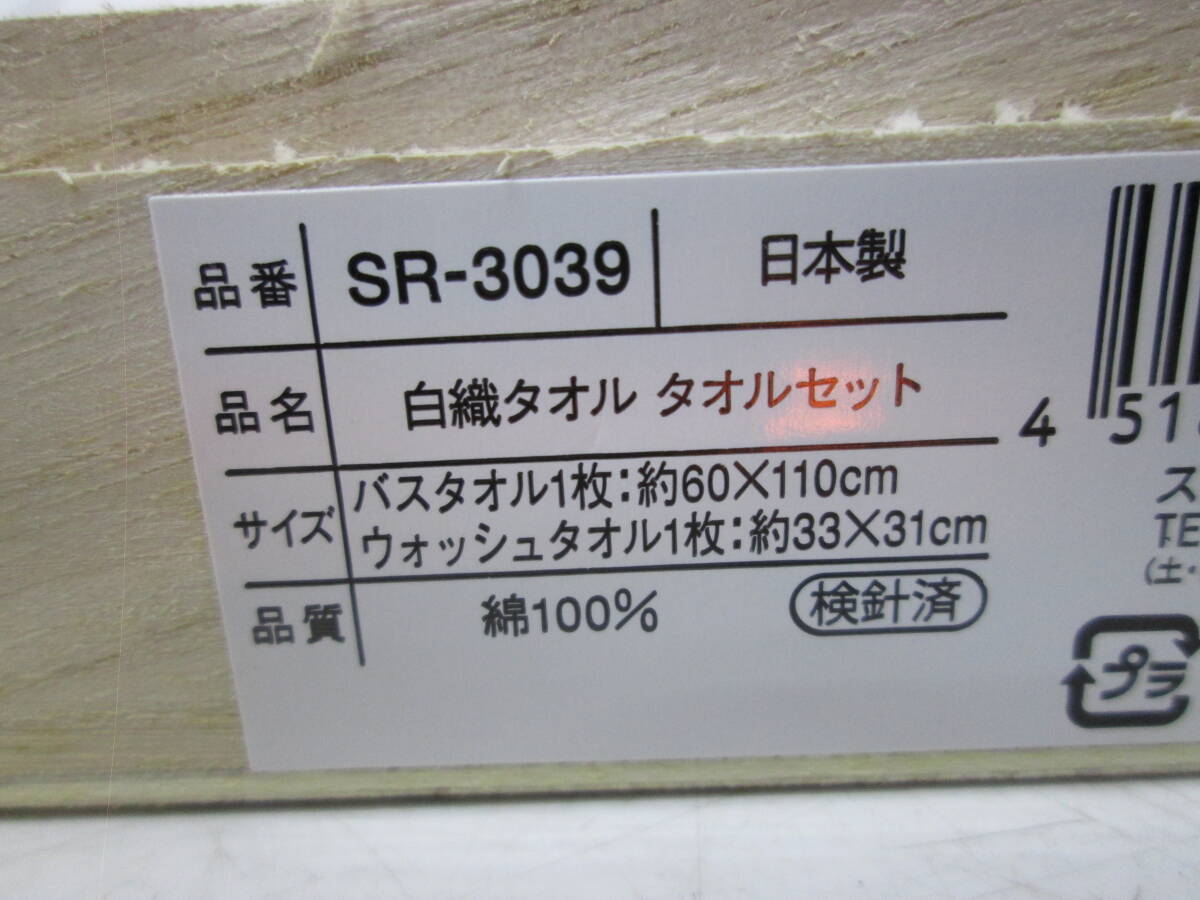 品番 SR-3039 日本製
品名 白織タオル タオルセット
サイズ バスタオル1枚:約60×110cm
ウォッシュタオル1枚:約33×31cm
品質 綿100% 検針済
4 51
ス
TE
(土・
プラ